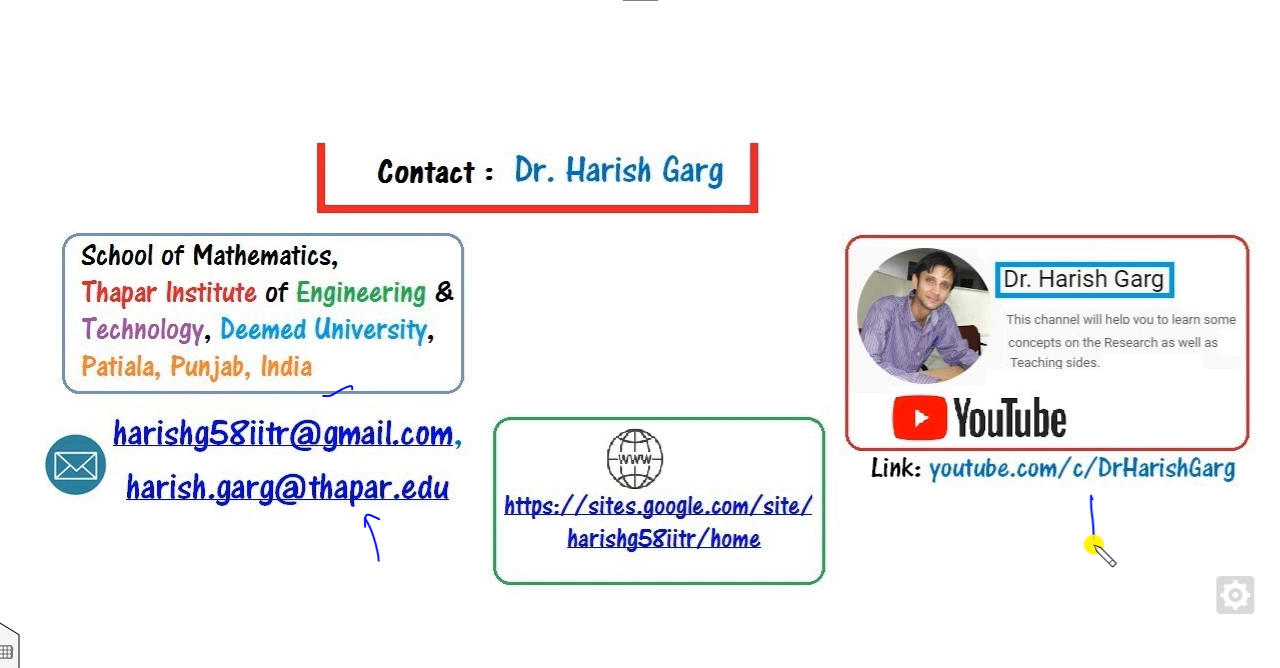 Contact : Dr. Harish Garg
School of Mathematics,
Thapar Institute of Engineering &
Technology, Deemed University,
Patiala, Punjab, India
harishg58iitr@gmail.com,
harish.garg@thapar.edu
www
https://sites.google.com/site/
harishg58iitr/home
Dr. Harish Garg
This channel will help you to learn some
concepts on the Research as well as
Teaching sides.
YouTube
Link: youtube.com/c/DrHarishGarg